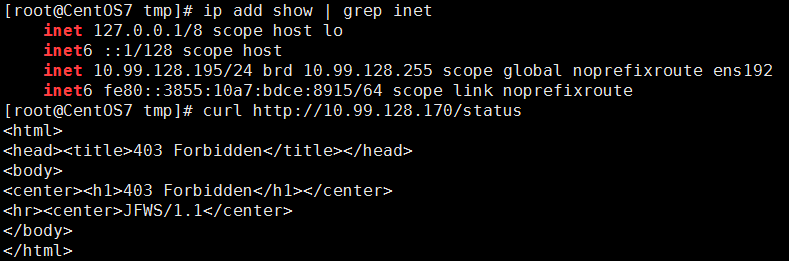 [root@CentOS7 tmp]# ip add show | grep inet
    inet 127.0.0.1/8 scope host lo
    inet6 ::1/128 scope host
    inet 10.99.128.195/24 brd 10.99.128.255 scope global noprefixroute ens192
    inet6 fe80::3855:10a7:bdce:8915/64 scope link noprefixroute
[root@CentOS7 tmp]# curl http://10.99.128.170/status
<html>
<head><title>403 Forbidden</title></head>
<body>
<center><h1>403 Forbidden</h1></center>
<hr><center>JFWS/1.1</center>
</body>
</html>